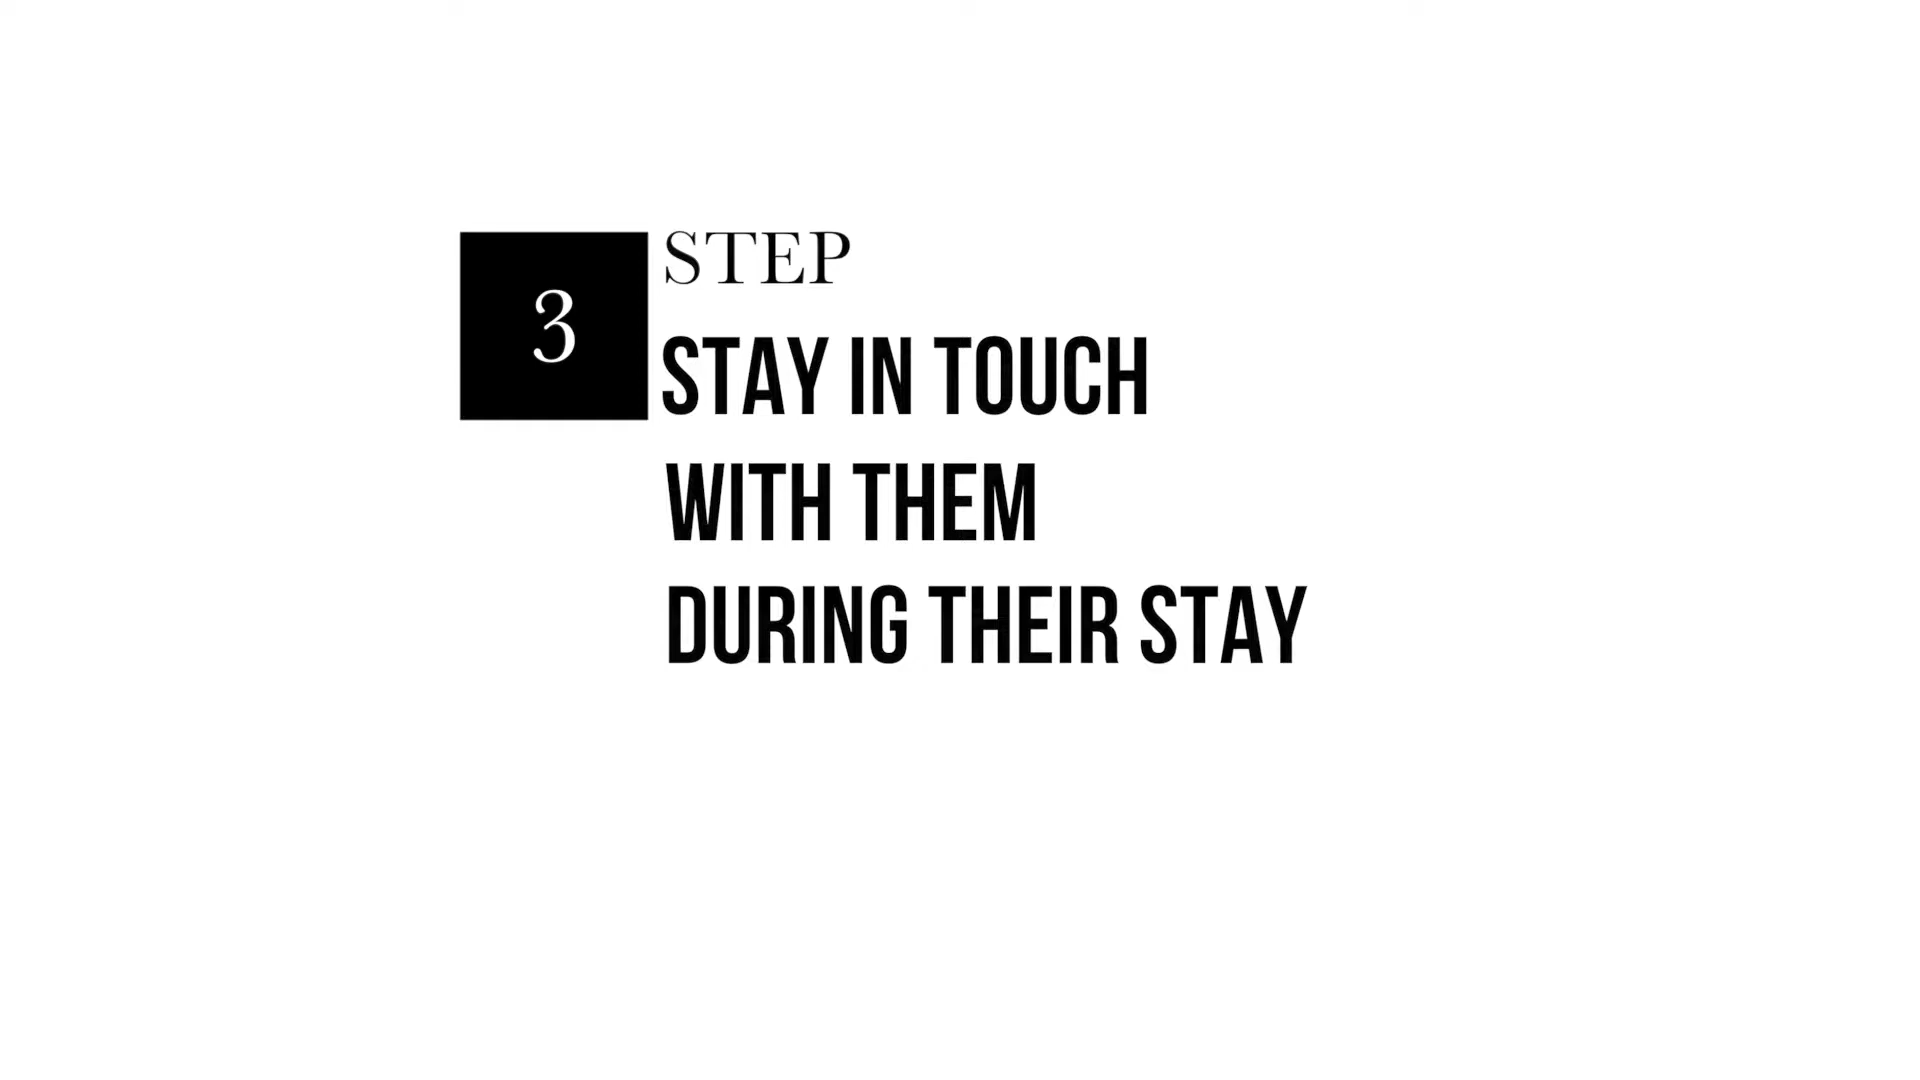 3
STEP
STAY IN TOUCH
WITH THEM
DURING THEIR STAY